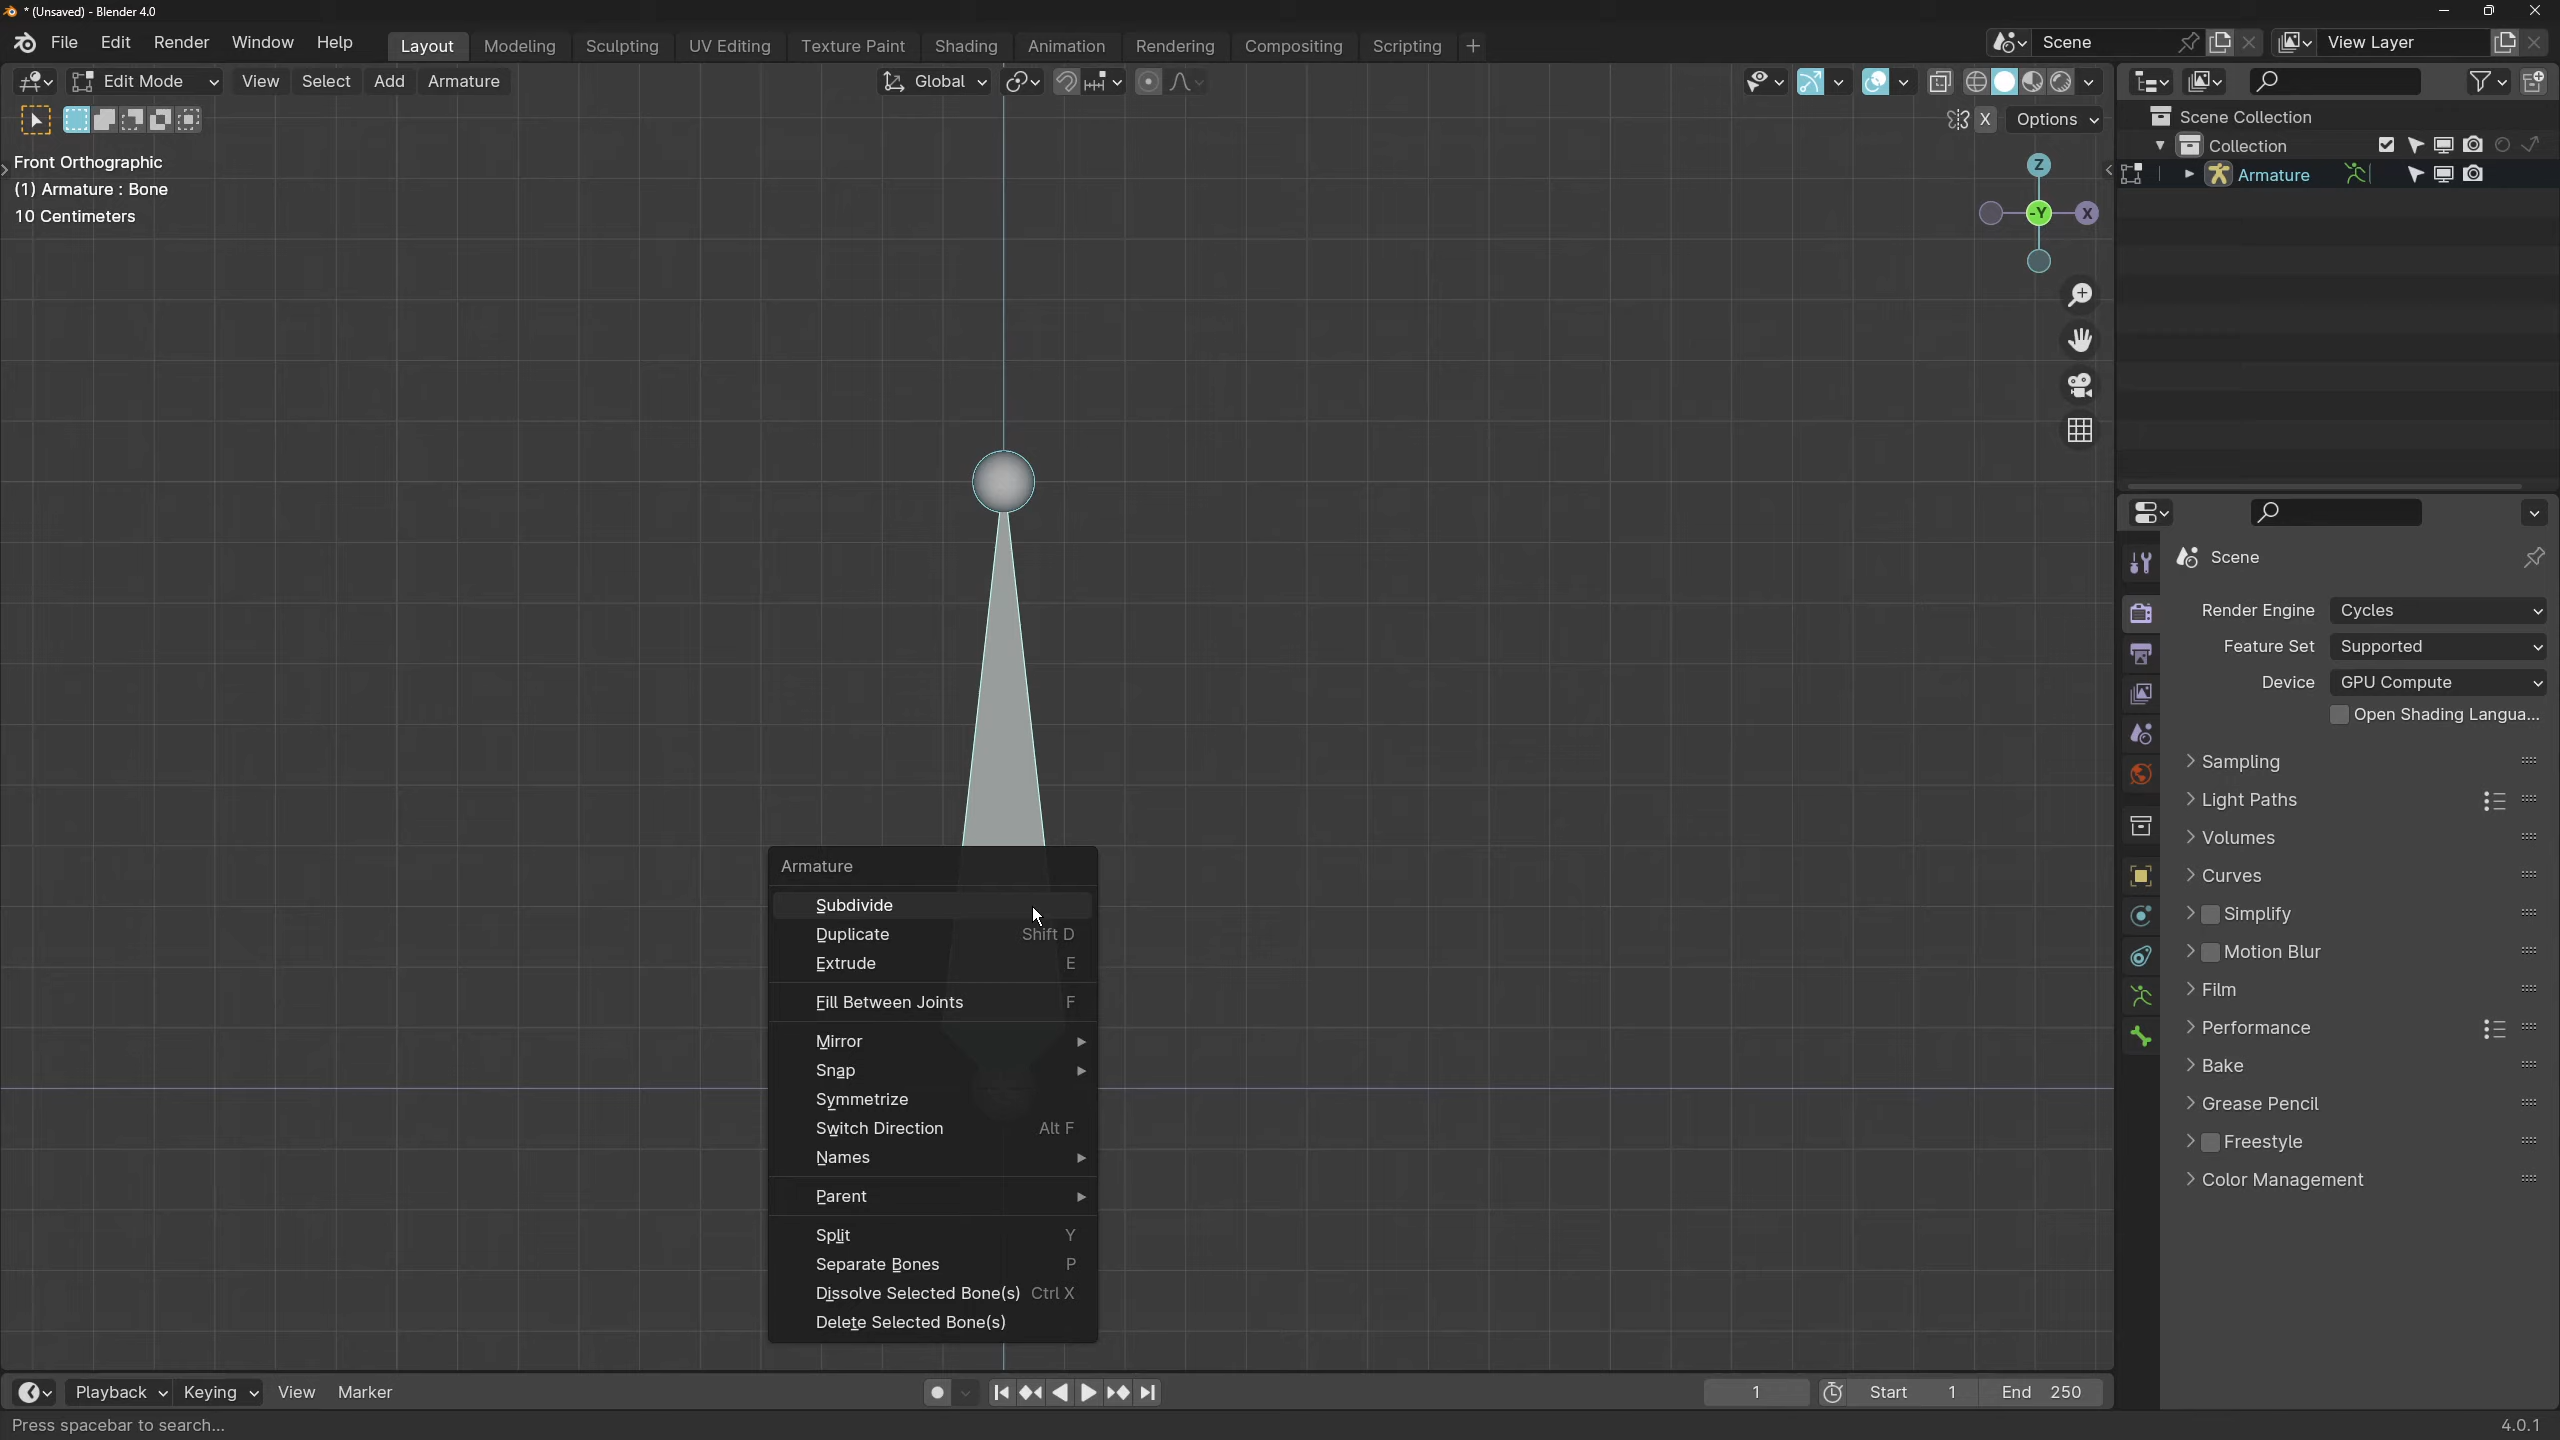 * (Unsaved) - Blender 4.0
File Edit Render Window Help Layout Modeling Sculpting UV Editing Texture Paint Shading Animation Rendering Compositing Scripting + Scene View Layer
Edit Mode View Select Add Armature Global
X Options
Front Orthographic
(1) Armature : Bone
10 Centimeters
Z
-Y
X
Armature
Subdivide
Duplicate Shift D
Extrude E
Fill Between Joints F
Mirror
Snap
Symmetrize
Switch Direction Alt F
Names
Parent
Split Y
Separate Bones P
Dissolve Selected Bone(s) Ctrl X
Delete Selected Bone(s)
Scene Collection
Collection
Armature
Scene
Render Engine Cycles
Feature Set Supported
Device GPU Compute
Open Shading Langua...
Sampling
Light Paths
Volumes
Curves
Simplify
Motion Blur
Film
Performance
Bake
Grease Pencil
Freestyle
Color Management
Playback Keying View Marker 1 Start 1 End 250
Press spacebar to search... 4.0.1